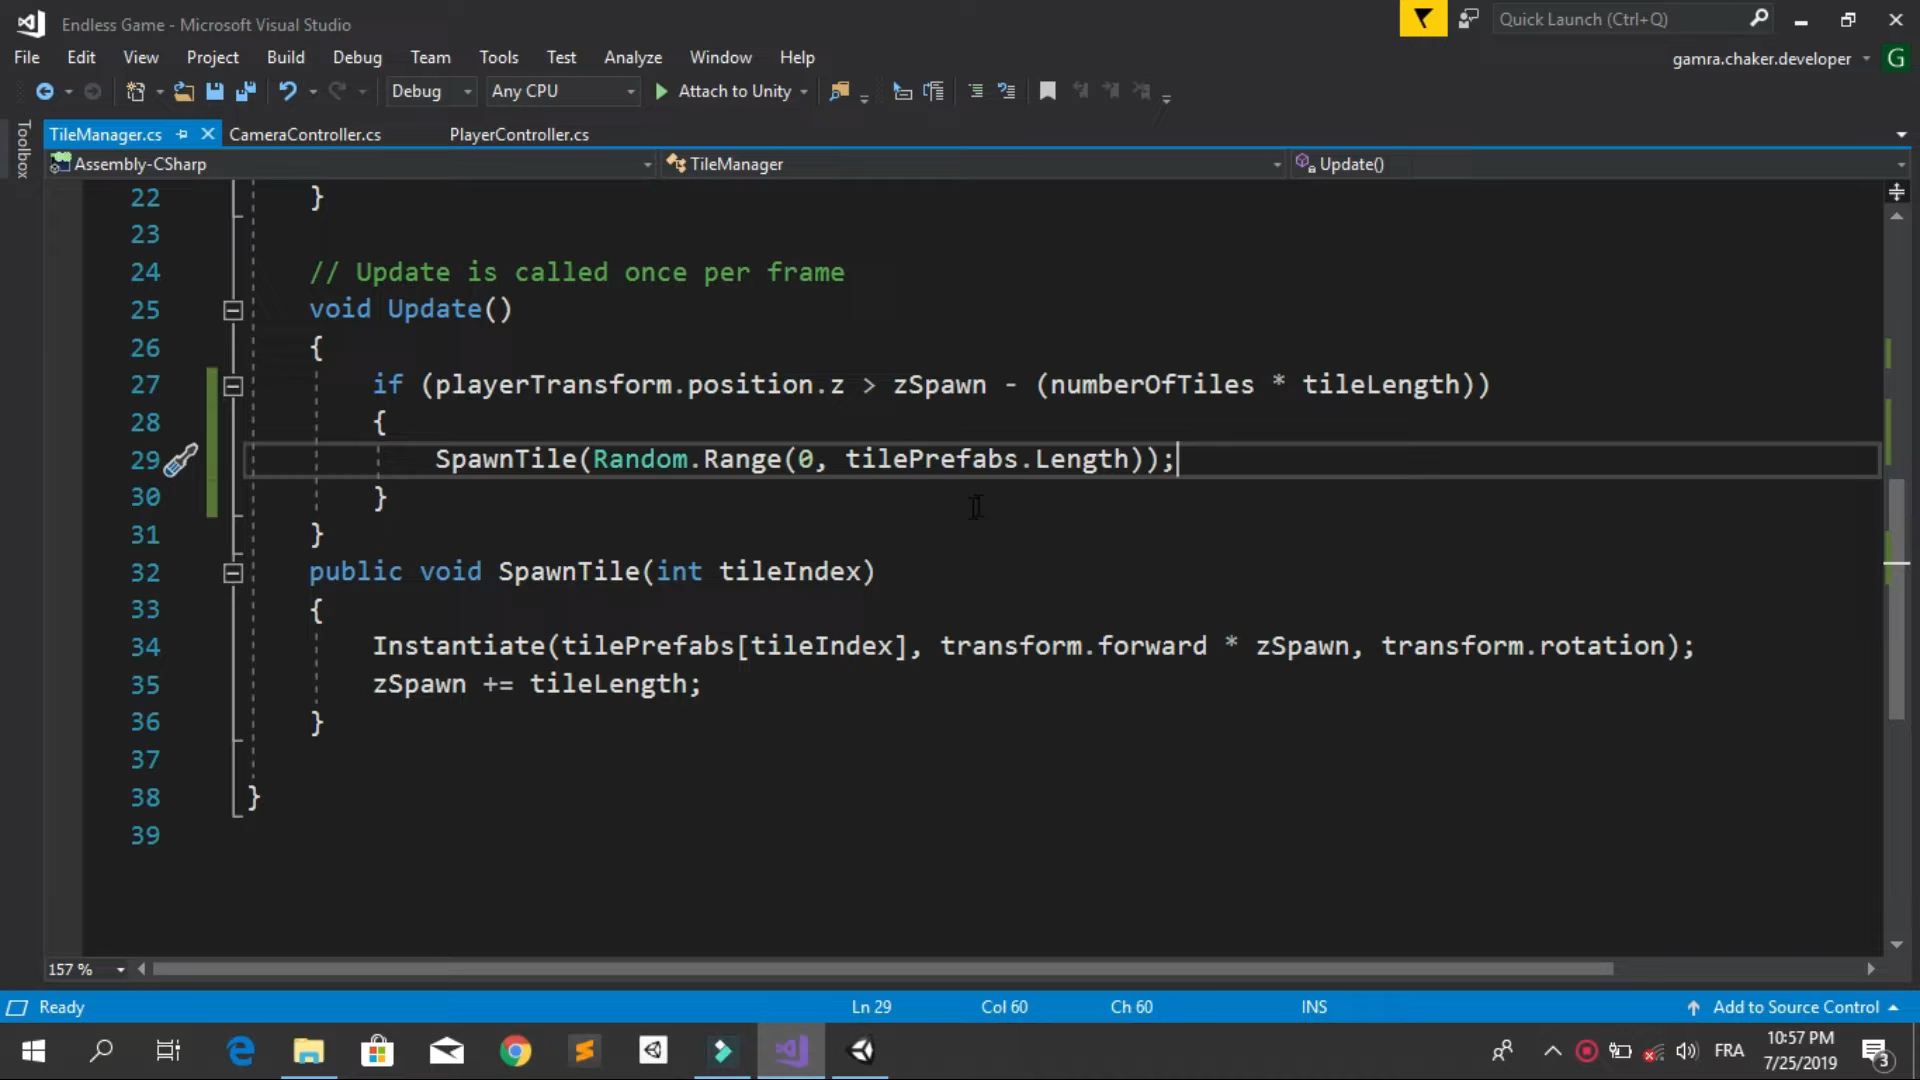 Endless Game - Microsoft Visual Studio
Quick Launch (Ctrl+Q)
File Edit View Project Build Debug Team Tools Test Analyze Window Help
gamra.chaker.developer G
Debug Any CPU Attach to Unity
Toolbox
TileManager.cs CameraController.cs PlayerController.cs
Assembly-CSharp TileManager Update()
22 }
23
24 // Update is called once per frame
25 void Update()
26 {
27 if (playerTransform.position.z > zSpawn - (numberOfTiles * tileLength))
28 {
29 SpawnTile(Random.Range(0, tilePrefabs.Length));
30 }
31 }
32 public void SpawnTile(int tileIndex)
33 {
34 Instantiate(tilePrefabs[tileIndex], transform.forward * zSpawn, transform.rotation);
35 zSpawn += tileLength;
36 }
37
38 }
39
157 %
Ready Ln 29 Col 60 Ch 60 INS Add to Source Control
FRA
10:57 PM
7/25/2019
3